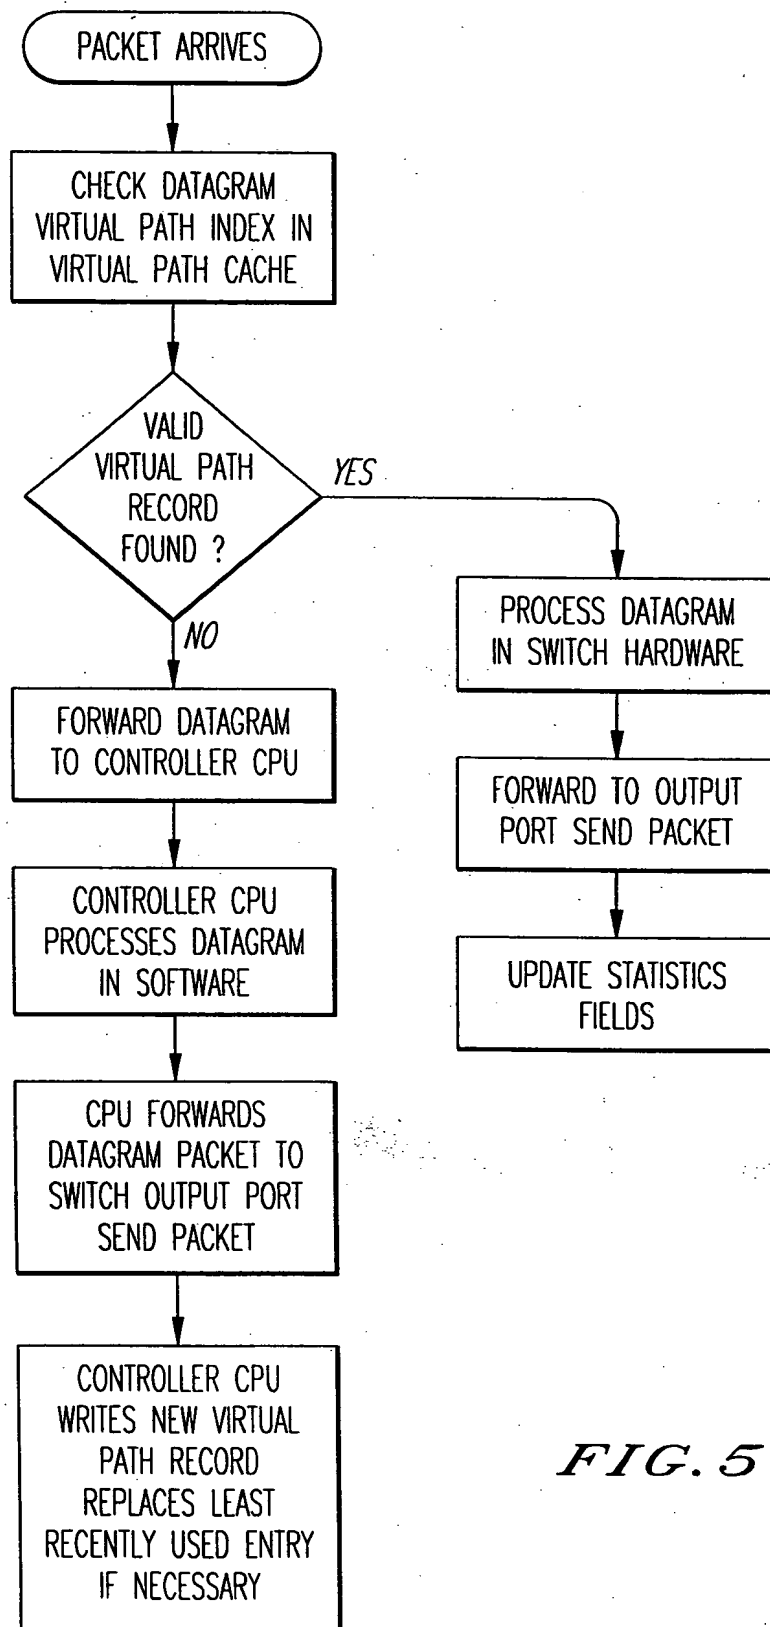 PACKET ARRIVES
CHECK DATAGRAM
VIRTUAL PATH INDEX IN
VIRTUAL PATH CACHE
VALID
VIRTUAL PATH
RECORD
FOUND ?
YES
NO
PROCESS DATAGRAM
IN SWITCH HARDWARE
FORWARD TO OUTPUT
PORT SEND PACKET
UPDATE STATISTICS
FIELDS
FORWARD DATAGRAM
TO CONTROLLER CPU
CONTROLLER CPU
PROCESSES DATAGRAM
IN SOFTWARE
CPU FORWARDS
DATAGRAM PACKET TO
SWITCH OUTPUT PORT
SEND PACKET
CONTROLLER CPU
WRITES NEW VIRTUAL
PATH RECORD
REPLACES LEAST
RECENTLY USED ENTRY
IF NECESSARY
FIG. 5